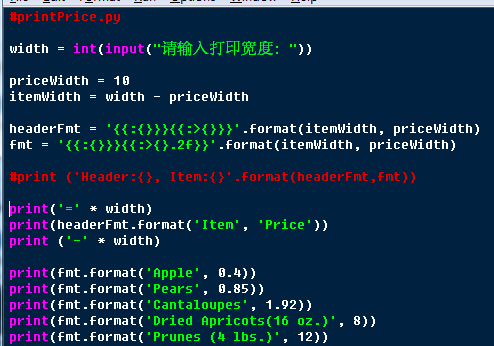 #printPrice.py
width = int(input("请输入打印宽度："))
priceWidth = 10
itemWidth = width - priceWidth
headerFmt = '{{:{}}}{{:>{}}}'.format(itemWidth, priceWidth)
fmt = '{{:{}}}{{:>{}.2f}}'.format(itemWidth, priceWidth)
#print ('Header:{}, Item:{}'.format(headerFmt,fmt))
print('=' * width)
print(headerFmt.format('Item', 'Price'))
print ('-' * width)
print(fmt.format('Apple', 0.4))
print(fmt.format('Pears', 0.85))
print(fmt.format('Cantaloupes', 1.92))
print(fmt.format('Dried Apricots(16 oz.)', 8))
print(fmt.format('Prunes (4 lbs.)', 12))